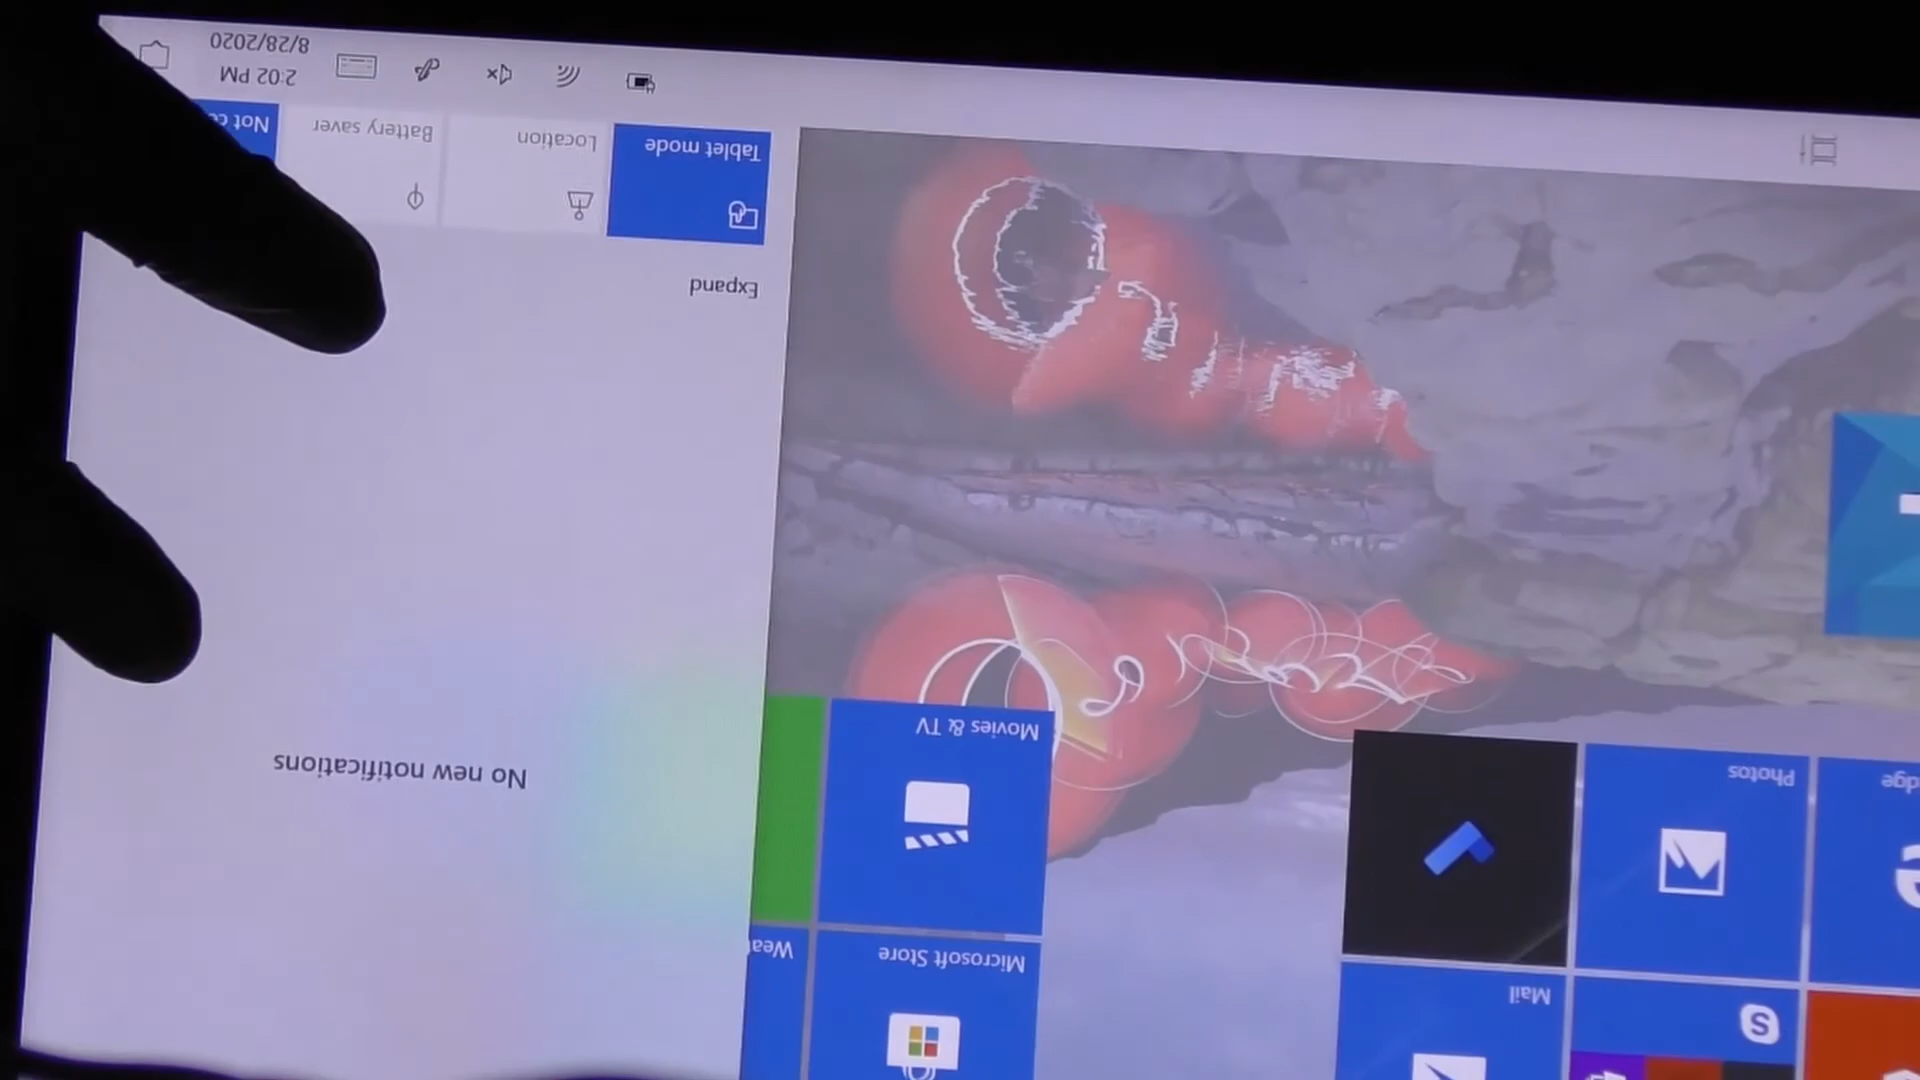 Mail
Microsoft Store
Photos
Movies & TV
No new notifications
Expand
Tablet mode
Location
Battery saver
Not
2:02 PM
8/28/2020